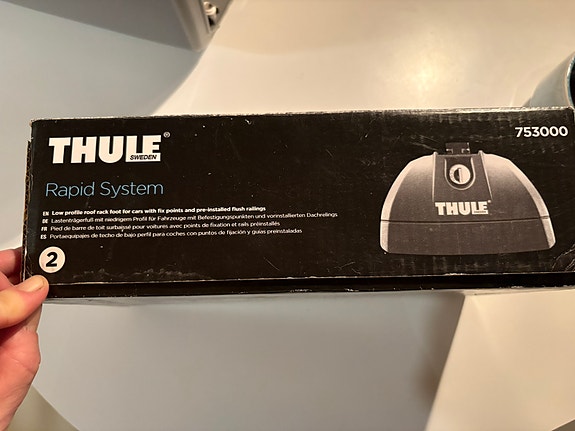 753000
THULE®
SWEDEN
Rapid System
EN Low profile roof rack foot for cars with fix points and pre-installed flush railings
DE Lastenträgerfuß mit niedrigem Profil für Fahrzeuge mit Befestigungspunkten und vorinstallierten Dachrelings
FR Pied de barre de toit surbaissé pour voitures avec points de fixation et rails préinstallés
ES Portaequipajes de techo de bajo perfil para coches con puntos de fijación y guías preinstaladas
THULE
2